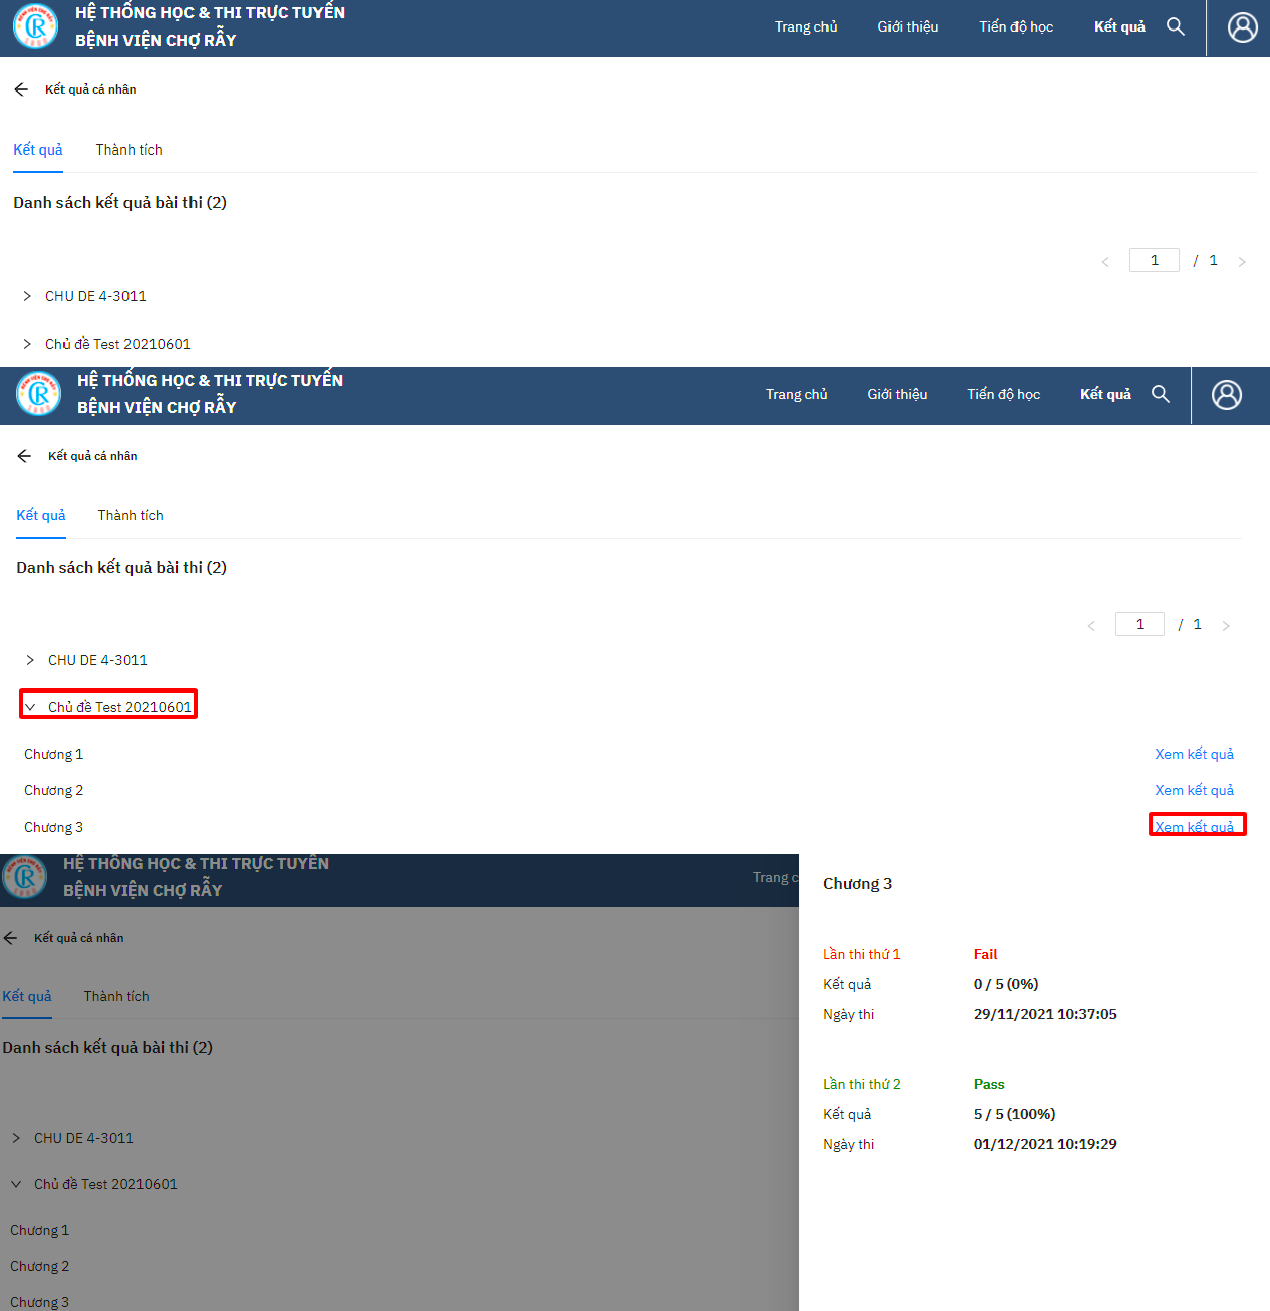 HỆ THỐNG HỌC & THI TRỰC TUYẾN
BỆNH VIỆN CHỢ RẪY
Trang chủ Giới thiệu Tiến độ học Kết quả
Kết quả cá nhân
Kết quả Thành tích
Danh sách kết quả bài thi (2)
< 1 / 1 >
> CHU DE 4-3011
> Chủ đề Test 20210601
HỆ THỐNG HỌC & THI TRỰC TUYẾN
BỆNH VIỆN CHỢ RẪY
Trang chủ Giới thiệu Tiến độ học Kết quả
Kết quả cá nhân
Kết quả Thành tích
Danh sách kết quả bài thi (2)
< 1 / 1 >
> CHU DE 4-3011
Chủ đề Test 20210601
Chương 1 Xem kết quả
Chương 2 Xem kết quả
Chương 3 Xem kết quả
HỆ THỐNG HỌC & THI TRỰC TUYẾN
BỆNH VIỆN CHỢ RẪY
Trang c
Kết quả cá nhân
Kết quả Thành tích
Danh sách kết quả bài thi (2)
> CHU DE 4-3011
Chủ đề Test 20210601
Chương 1
Chương 2
Chương 3
Chương 3
Lần thi thứ 1 Fail
Kết quả 0 / 5 (0%)
Ngày thi 29/11/2021 10:37:05
Lần thi thứ 2 Pass
Kết quả 5 / 5 (100%)
Ngày thi 01/12/2021 10:19:29